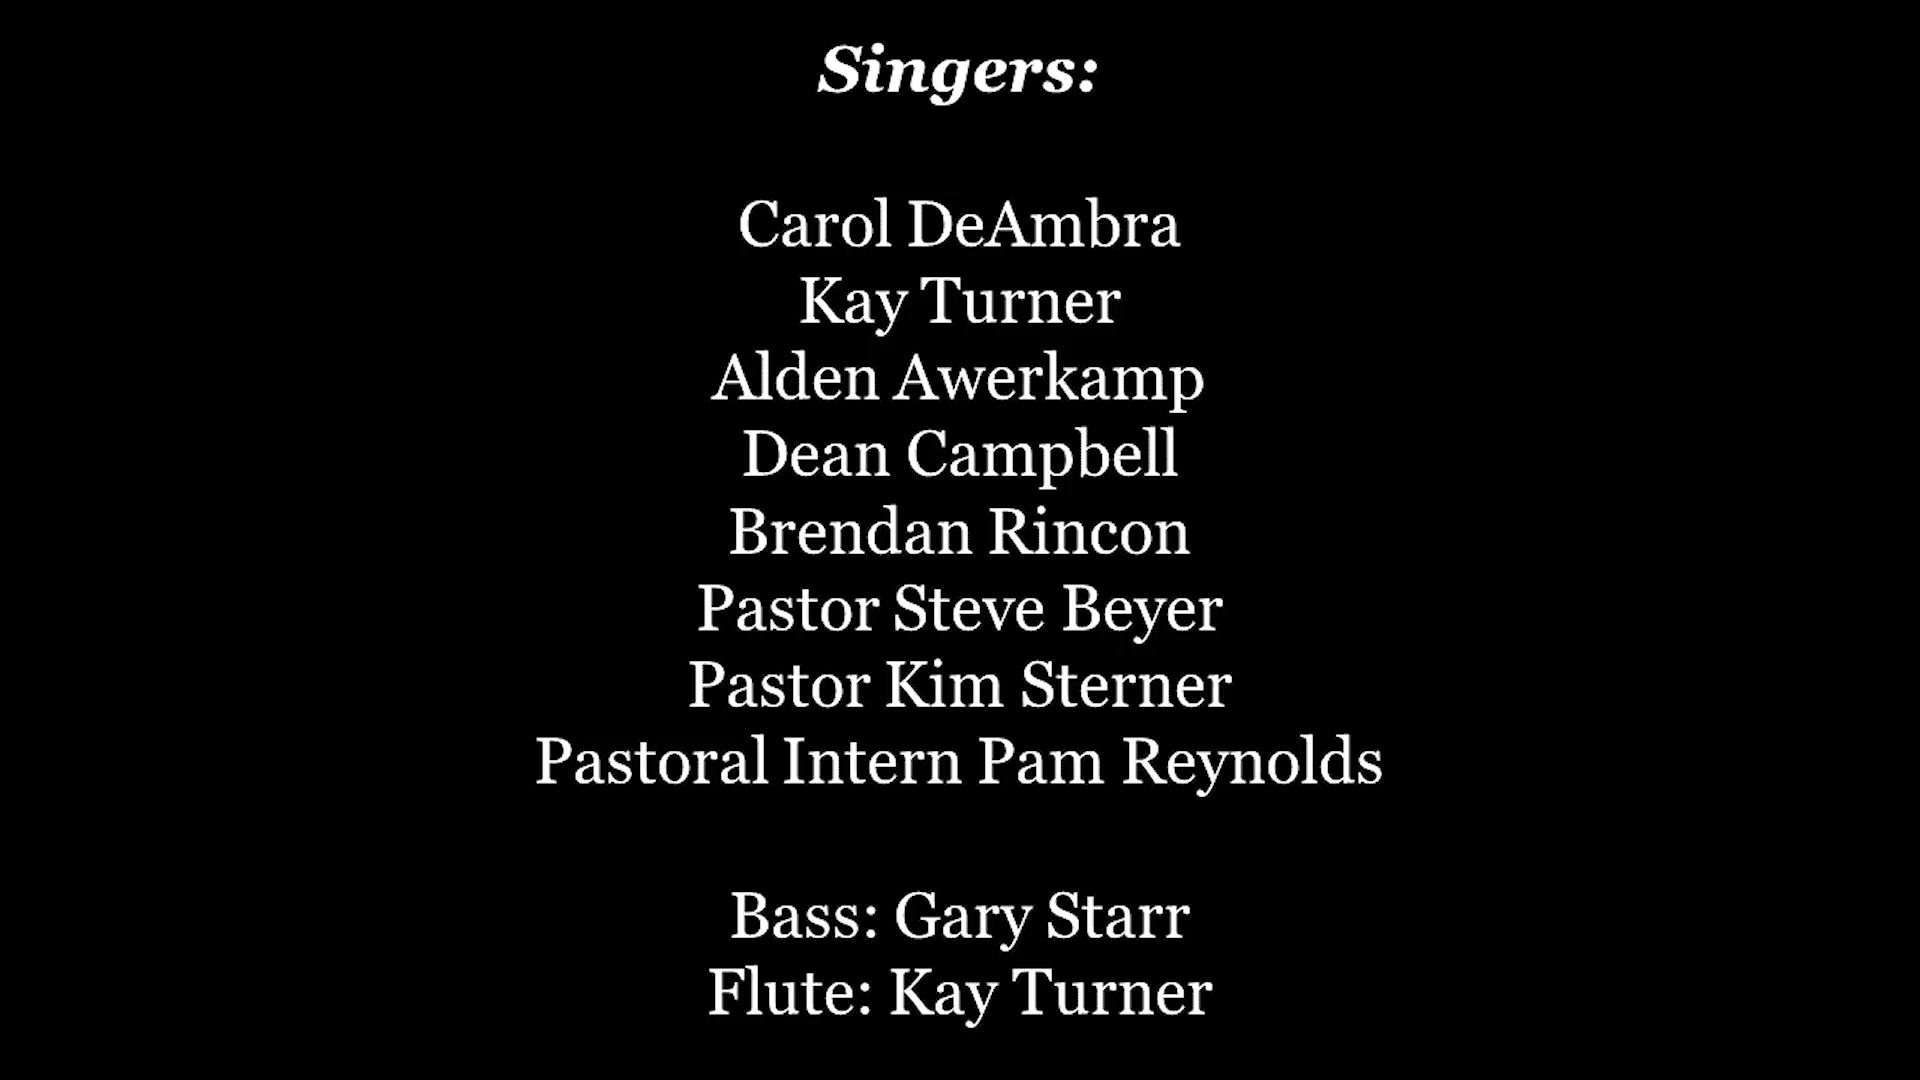 Singers:
Carol DeAmbra
Kay Turner
Alden Awerkamp
Dean Campbell
Brendan Rincon
Pastor Steve Beyer
Pastor Kim Sterner
Pastoral Intern Pam Reynolds
Bass: Gary Starr
Flute: Kay Turner